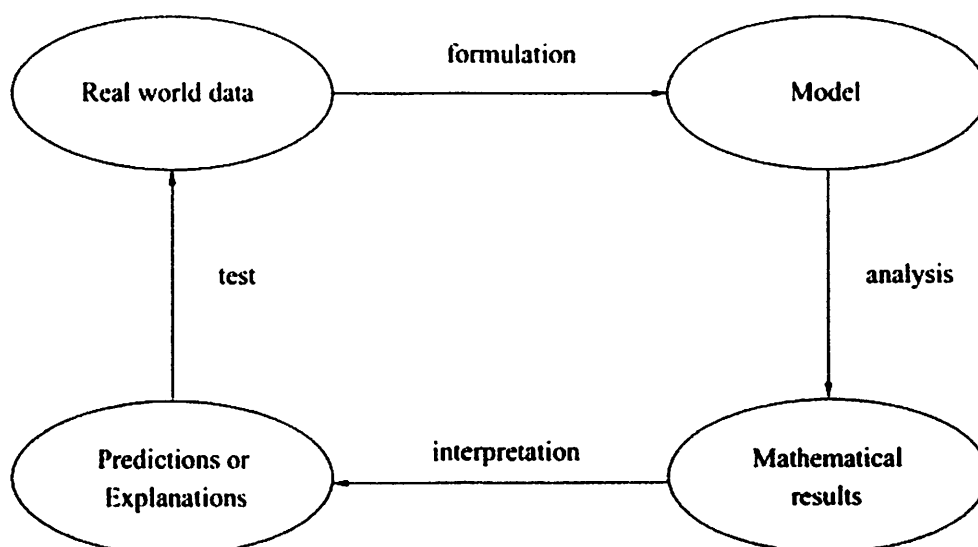 formulation
Real world data
Model
test
analysis
interpretation
Predictions or
Explanations
Mathematical
results